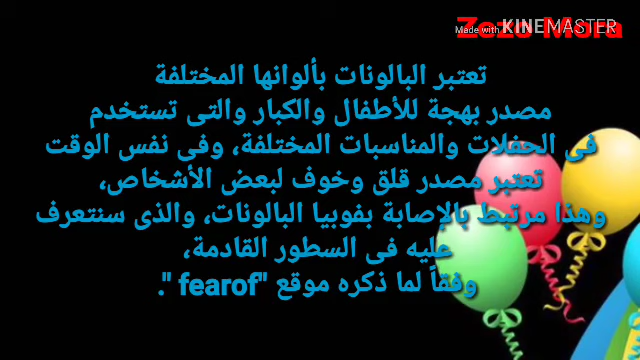 Zeze Mora
Made with KINEMASTER
تعتبر البالونات بألوانها المختلفة
مصدر بهجة للأطفال والكبار والتى تستخدم
فى الحفلات والمناسبات المختلفة، وفى نفس الوقت
تعتبر مصدر قلق وخوف لبعض الأشخاص،
وهذا مرتبط بالإصابة بفوبيا البالونات، والذى سنتعرف
عليه فى السطور القادمة،
وفقاً لما ذكره موقع "fearof ".